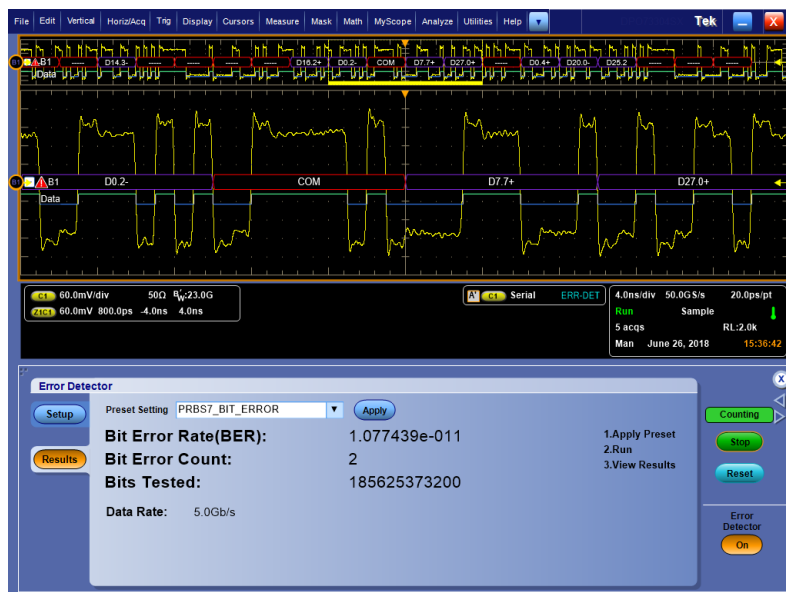 File Edit Vertical Horiz/Acq Trig Display Cursors Measure Mask Math MyScope Analyze Utilities Help Tek X
B1 B1 ----- D14.3- ----- ----- ----- D16.2+ D0.2- COM D7.7+ D27.0+ ----- D0.4+ D20.0- D25.2 ----- ----- -----
Data
B1 B1 D0.2- COM D7.7+ D27.0+
Data
C1 60.0mV/div 50Ω BW:23.0G
Z1C1 60.0mV 800.0ps -4.0ns 4.0ns
A' C1 Serial ERR-DET
4.0ns/div 50.0GS/s 20.0ps/pt
Run Sample
5 acqs RL:2.0k
Man June 26, 2018 15:36:42
Error Detector
X
Setup
Results
Preset Setting PRBS7_BIT_ERROR Apply
Bit Error Rate(BER): 1.077439e-011
Bit Error Count: 2
Bits Tested: 185625373200
Data Rate: 5.0Gb/s
1.Apply Preset
2.Run
3.View Results
Counting
Stop
Reset
Error
Detector
On